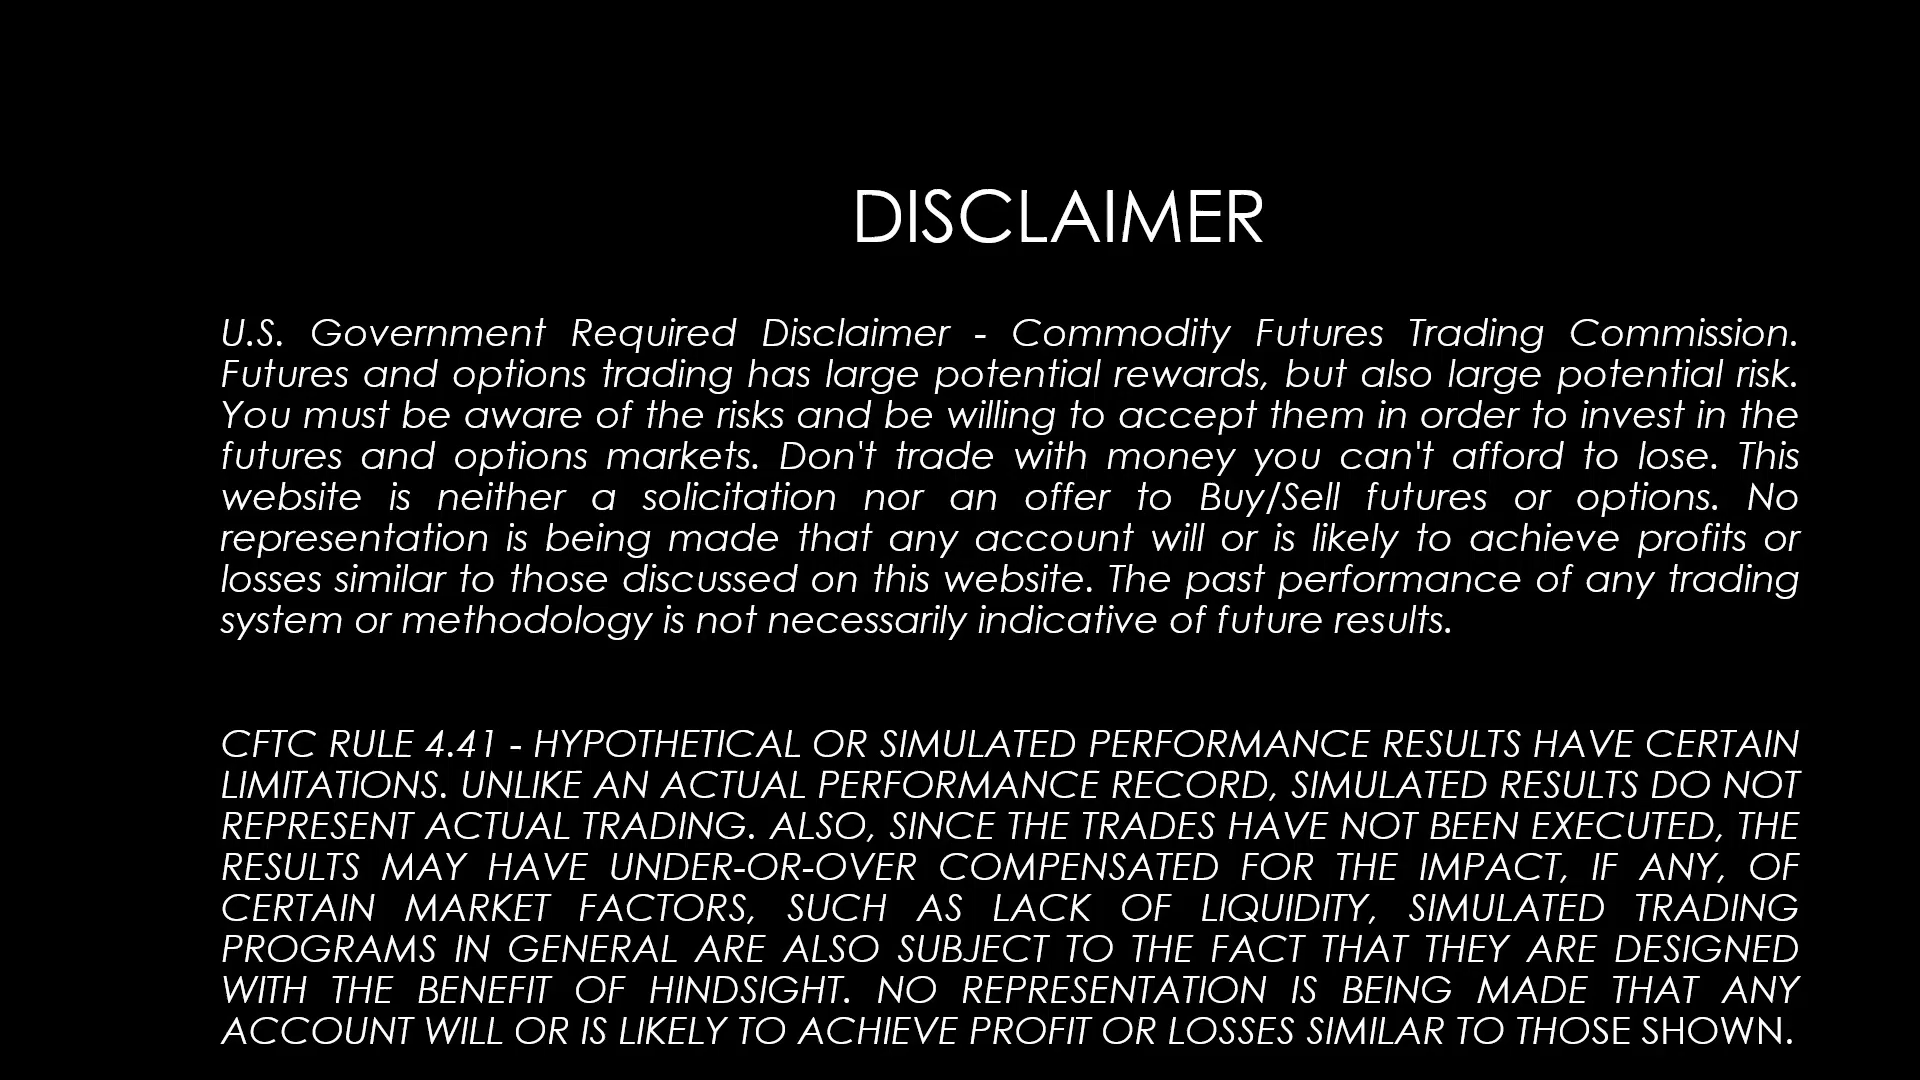 DISCLAIMER
U.S. Government Required Disclaimer - Commodity Futures Trading Commission.
Futures and options trading has large potential rewards, but also large potential risk.
You must be aware of the risks and be willing to accept them in order to invest in the
futures and options markets. Don't trade with money you can't afford to lose. This
website is neither a solicitation nor an offer to Buy/Sell futures or options. No
representation is being made that any account will or is likely to achieve profits or
losses similar to those discussed on this website. The past performance of any trading
system or methodology is not necessarily indicative of future results.
CFTC RULE 4.41 - HYPOTHETICAL OR SIMULATED PERFORMANCE RESULTS HAVE CERTAIN
LIMITATIONS. UNLIKE AN ACTUAL PERFORMANCE RECORD, SIMULATED RESULTS DO NOT
REPRESENT ACTUAL TRADING. ALSO, SINCE THE TRADES HAVE NOT BEEN EXECUTED, THE
RESULTS MAY HAVE UNDER-OR-OVER COMPENSATED FOR THE IMPACT, IF ANY, OF
CERTAIN MARKET FACTORS, SUCH AS LACK OF LIQUIDITY, SIMULATED TRADING
PROGRAMS IN GENERAL ARE ALSO SUBJECT TO THE FACT THAT THEY ARE DESIGNED
WITH THE BENEFIT OF HINDSIGHT. NO REPRESENTATION IS BEING MADE THAT ANY
ACCOUNT WILL OR IS LIKELY TO ACHIEVE PROFIT OR LOSSES SIMILAR TO THOSE SHOWN.